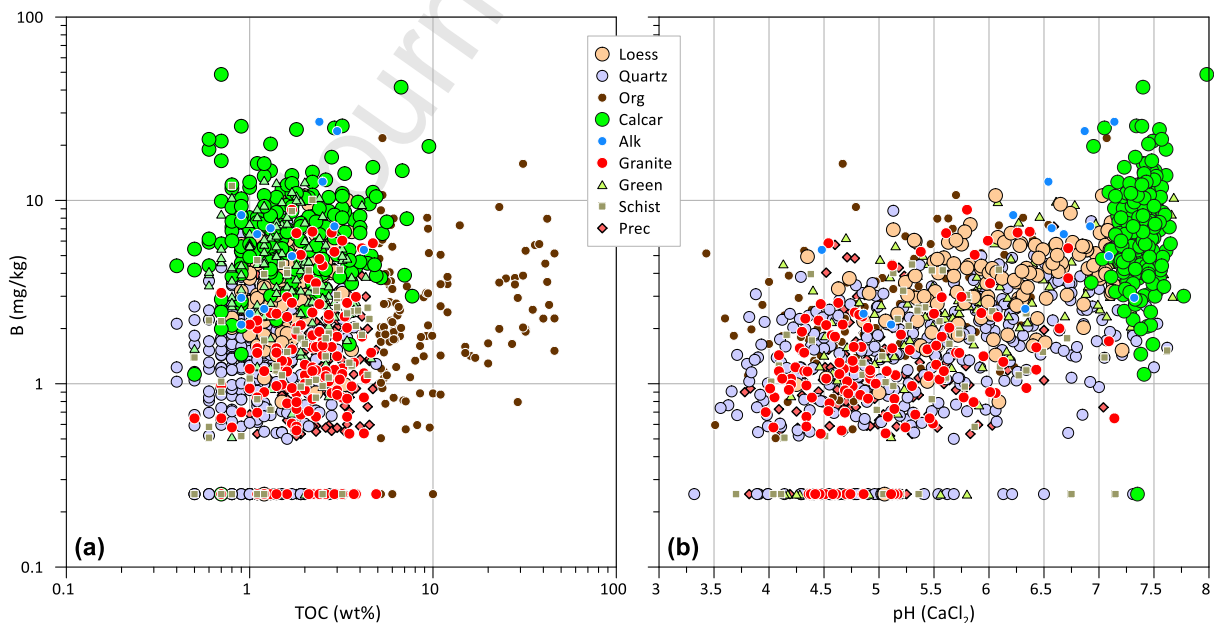 (a)
100
10
1
0.1
B (mg/kg)
0.1
1
10
100
TOC (wt%)
Journ
Loess
Quartz
Org
Calcar
Alk
Granite
Green
Schist
Prec
(b)
3
3.5
4
4.5
5
5.5
6
6.5
7
7.5
8
pH (CaCl₂)